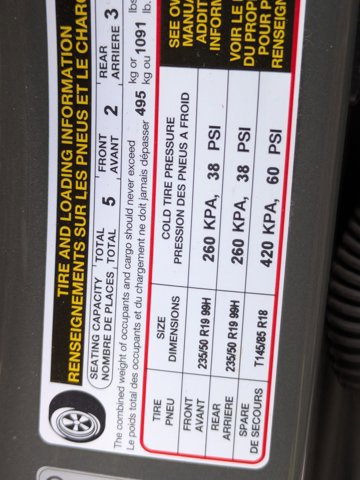 TIRE AND LOADING INFORMATION
RENSEIGNEMENTS SUR LES PNEUS ET LE CHARG
SEATING CAPACITY TOTAL 5 FRONT 2 REAR 3
NOMBRE DE PLACES TOTAL AVANT ARRIERE
The combined weight of occupants and cargo should never exceed 495 kg or 1091 lbs
Le poids total des occupants et du chargement ne doit jamais dépasser kg ou lb.
TIRE SIZE COLD TIRE PRESSURE
PNEU DIMENSIONS PRESSION DES PNEUS A FROID
FRONT
AVANT 235/50 R19 99H 260 KPA, 38 PSI
REAR
ARRIERE 235/50 R19 99H 260 KPA, 38 PSI
SPARE
DE SECOURS T145/85 R18 420 KPA, 60 PSI
SEE OW
MANUA
ADDITI
INFORM
VOIR LE
DU PROP
POUR P
RENSEIGN